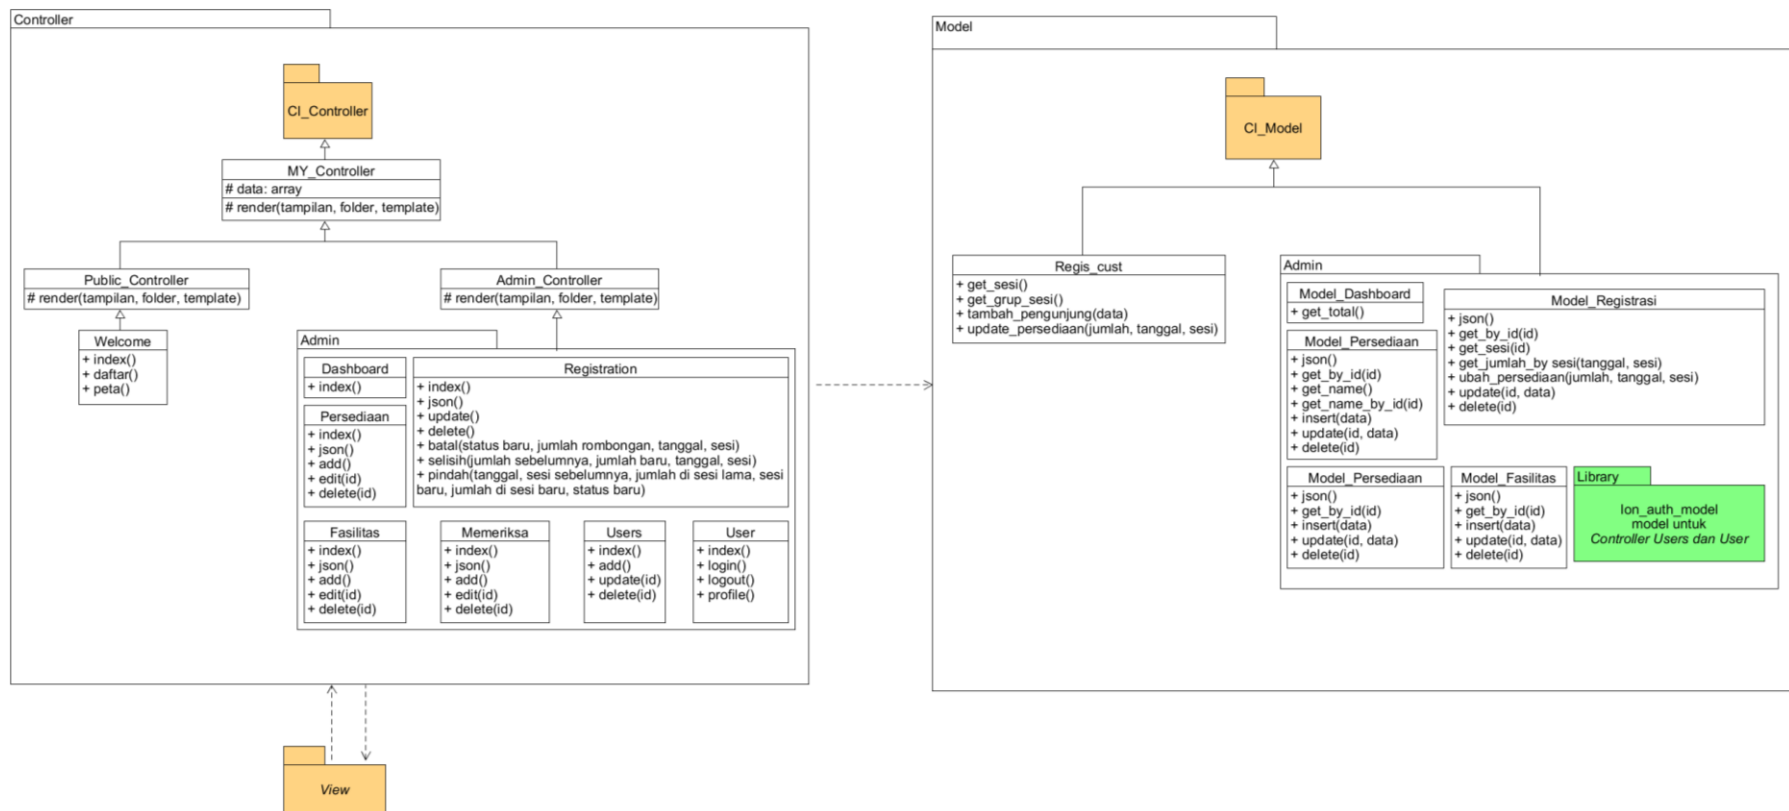 Controller
CI_Controller
MY_Controller
# data: array
# render(tampilan, folder, template)
Public_Controller
# render(tampilan, folder, template)
Admin_Controller
# render(tampilan, folder, template)
Welcome
+ index()
+ daftar()
+ peta()
Admin
Dashboard
+ index()
Registration
+ index()
+ json()
+ update()
+ delete()
+ batal(status baru, jumlah rombongan, tanggal, sesi)
+ selisih(jumlah sebelumnya, jumlah baru, tanggal, sesi)
+ pindah(tanggal, sesi sebelumnya, jumlah di sesi lama, sesi
baru, jumlah di sesi baru, status baru)
Persediaan
+ index()
+ json()
+ add()
+ edit(id)
+ delete(id)
Fasilitas
+ index()
+ json()
+ add()
+ edit(id)
+ delete(id)
Memeriksa
+ index()
+ json()
+ add()
+ edit(id)
+ delete(id)
Users
+ index()
+ add()
+ update(id)
+ delete(id)
User
+ index()
+ login()
+ logout()
+ profile()
View
Model
CI_Model
Regis_cust
+ get_sesi()
+ get_grup_sesi()
+ tambah_pengunjung(data)
+ update_persediaan(jumlah, tanggal, sesi)
Admin
Model_Dashboard
+ get_total()
Model_Registrasi
+ json()
+ get_by_id(id)
+ get_sesi(id)
+ get_jumlah_by sesi(tanggal, sesi)
+ ubah_persediaan(jumlah, tanggal, sesi)
+ update(id, data)
+ delete(id)
Model_Persediaan
+ json()
+ get_by_id(id)
+ get_name()
+ get_name_by_id(id)
+ insert(data)
+ update(id, data)
+ delete(id)
Model_Persediaan
+ json()
+ get_by_id(id)
+ insert(data)
+ update(id, data)
+ delete(id)
Model_Fasilitas
+ json()
+ get_by_id(id)
+ insert(data)
+ update(id, data)
+ delete(id)
Library
Ion_auth_model
model untuk
Controller Users dan User